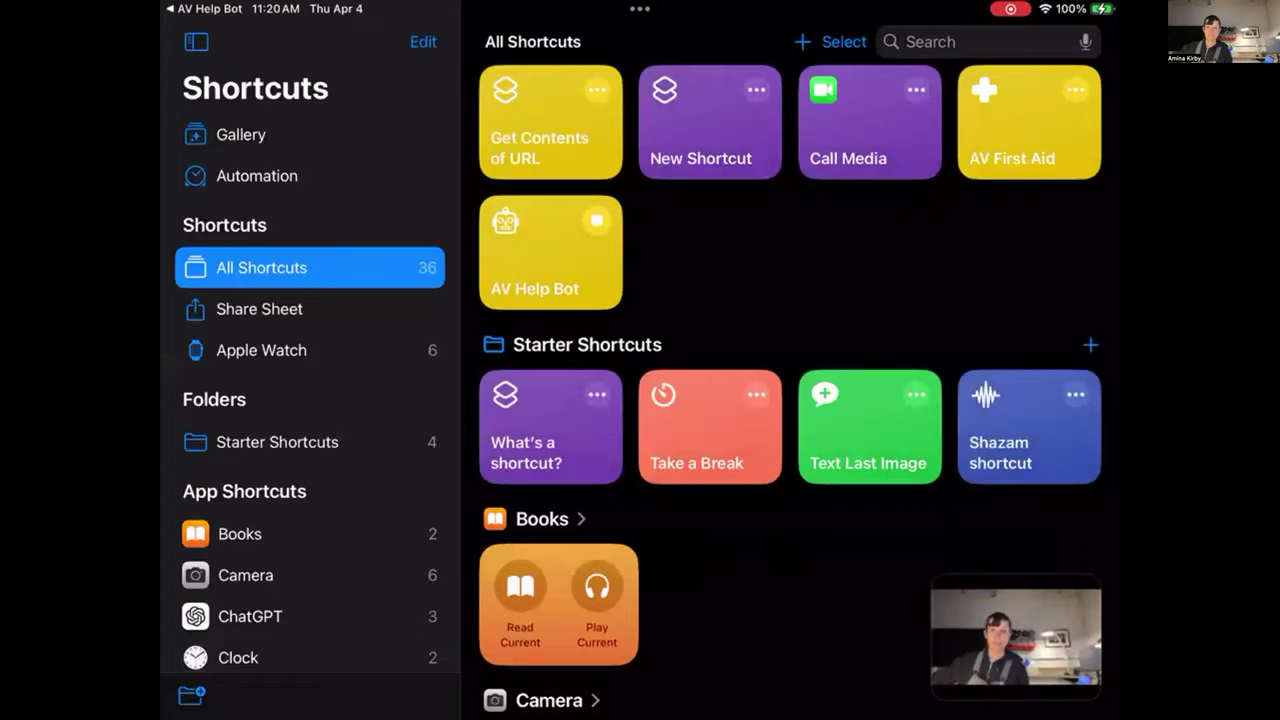 AV Help Bot 11:20 AM Thu Apr 4
100%
Edit
Shortcuts
Gallery
Automation
Shortcuts
All Shortcuts 36
Share Sheet
Apple Watch 6
Folders
Starter Shortcuts 4
App Shortcuts
Books 2
Camera 6
ChatGPT 3
Clock 2
All Shortcuts
Select
Search
Get Contents
of URL
New Shortcut
Call Media
AV First Aid
AV Help Bot
Starter Shortcuts
What's a
shortcut?
Take a Break
Text Last Image
Shazam
shortcut
Books
Read
Current
Play
Current
Camera
Amina Kirby